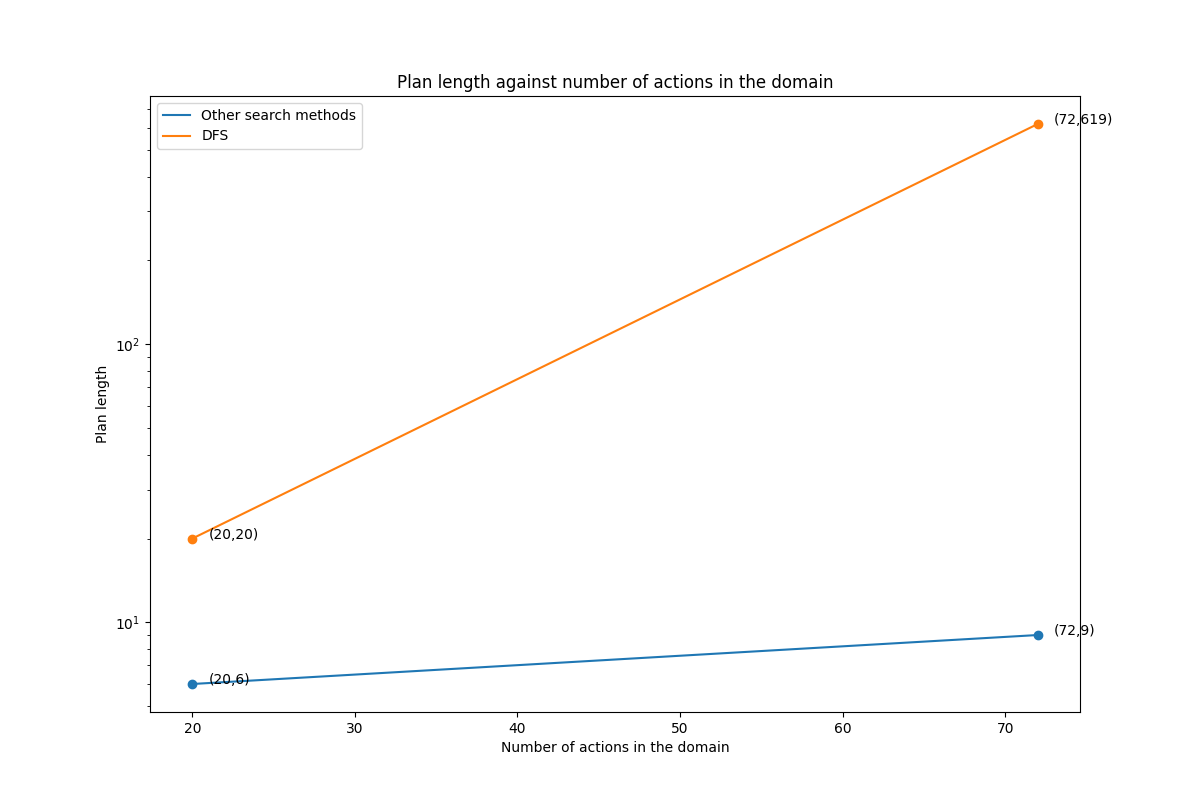 Plan length against number of actions in the domain
Other search methods
DFS
(72,619)
10²
Plan length
(20,20)
10¹
(72,9)
(20,6)
20 30 40 50 60 70
Number of actions in the domain